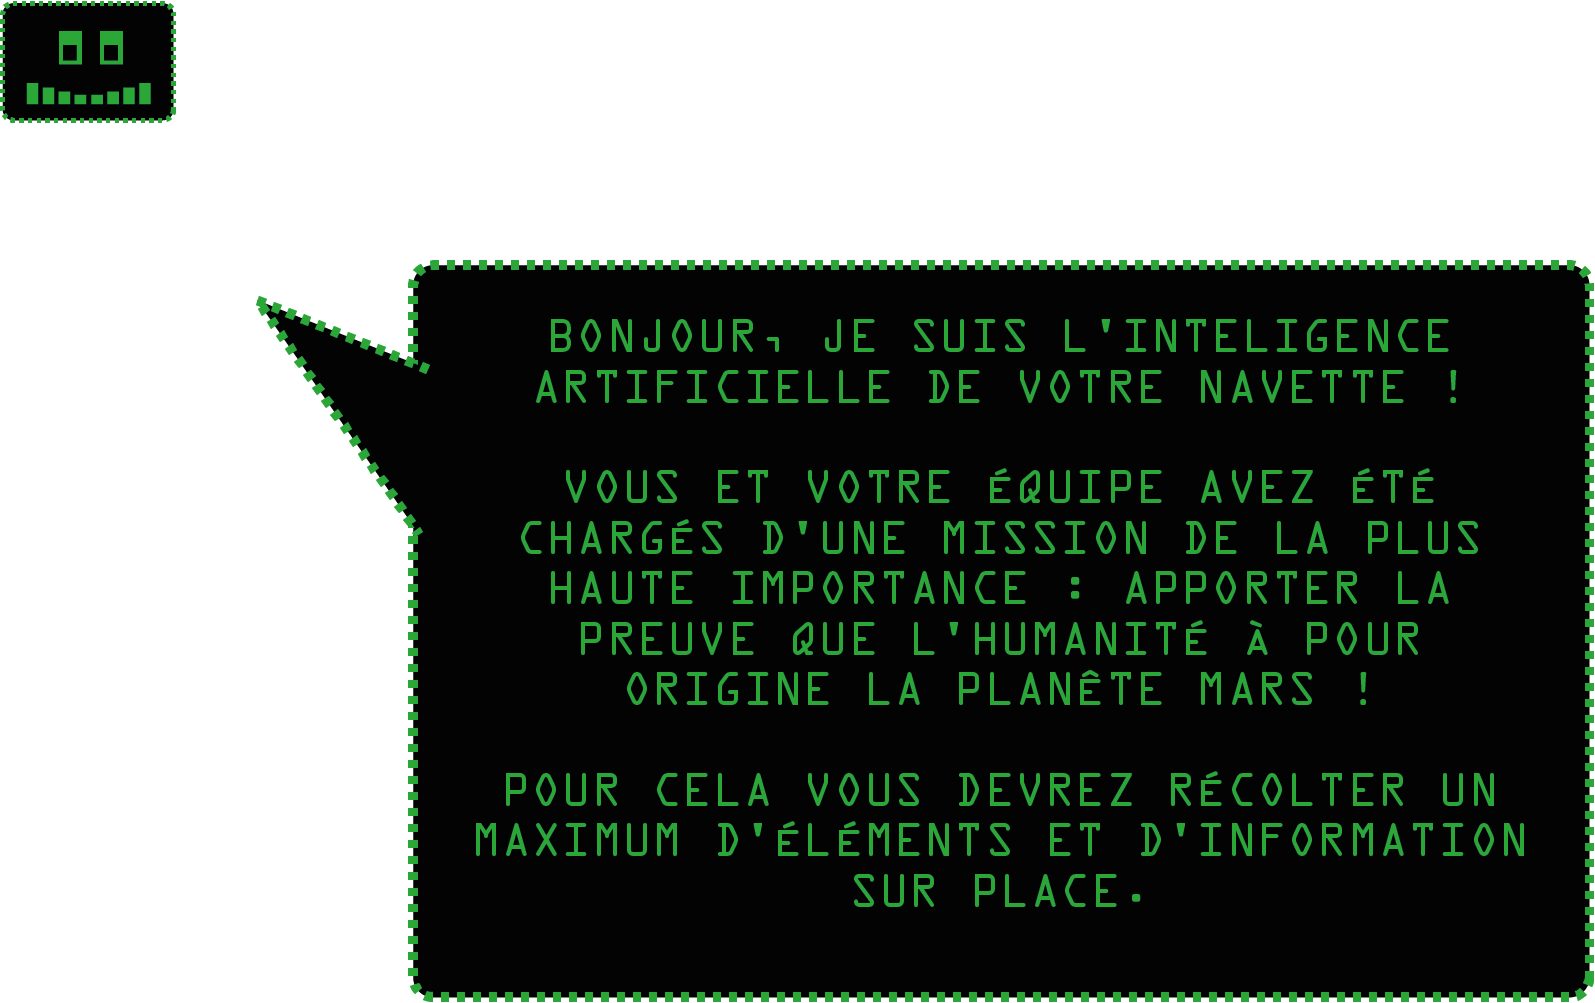 BONJOUR, JE SUIS L'INTELIGENCE
ARTIFICIELLE DE VOTRE NAVETTE !
VOUS ET VOTRE ÉQUIPE AVEZ ÉTÉ
CHARGÉS D'UNE MISSION DE LA PLUS
HAUTE IMPORTANCE : APPORTER LA
PREUVE QUE L'HUMANITÉ À POUR
ORIGINE LA PLANÊTE MARS !
POUR CELA VOUS DEVREZ RÉCOLTER UN
MAXIMUM D'ÉLÉMENTS ET D'INFORMATION
SUR PLACE.